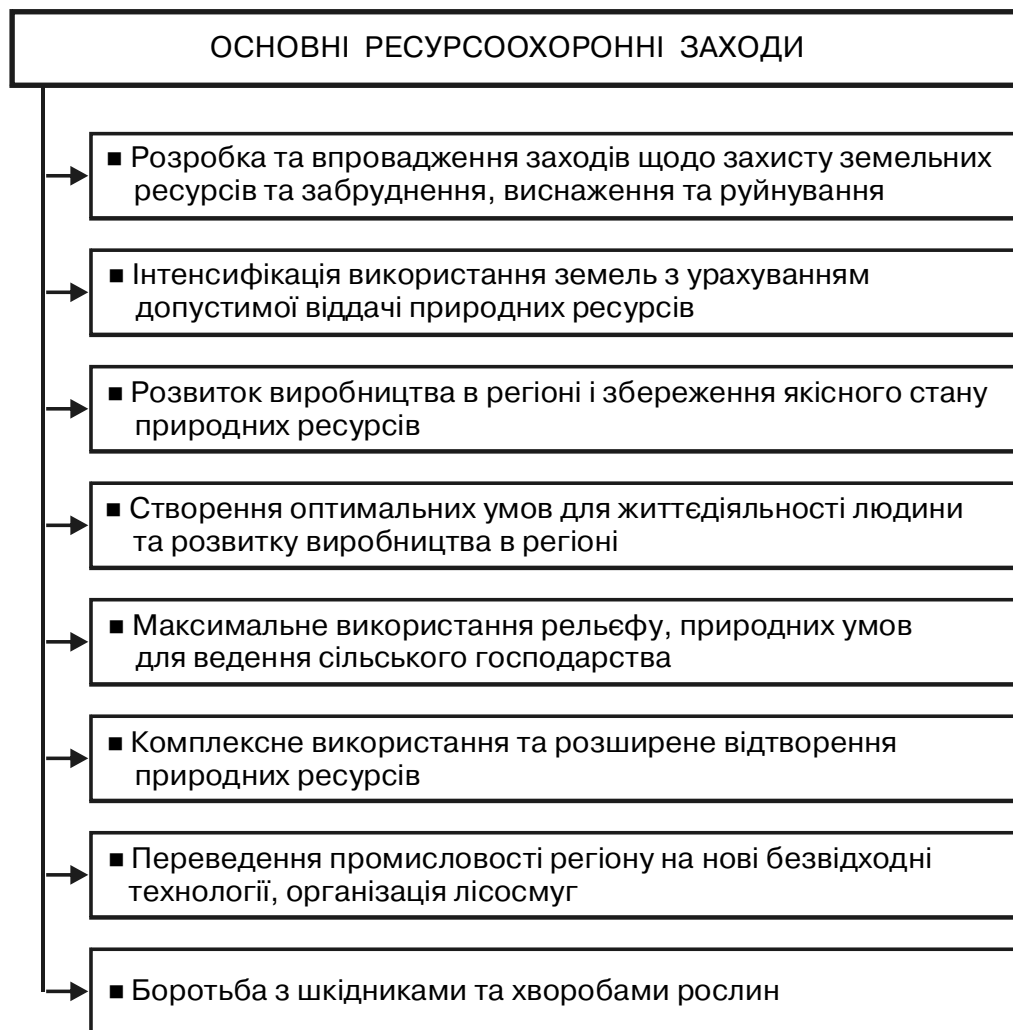 ОСНОВНІ РЕСУРСООХОРОННІ ЗАХОДИ
■ Розробка та впровадження заходів щодо захисту земельних
ресурсів та забруднення, виснаження та руйнування
■ Інтенсифікація використання земель з урахуванням
допустимої віддачі природних ресурсів
■ Розвиток виробництва в регіоні і збереження якісного стану
природних ресурсів
■ Створення оптимальних умов для життєдіяльності людини
та розвитку виробництва в регіоні
■ Максимальне використання рельєфу, природних умов
для ведення сільського господарства
■ Комплексне використання та розширене відтворення
природних ресурсів
■ Переведення промисловості регіону на нові безвідходні
технології, організація лісосмуг
■ Боротьба з шкідниками та хворобами рослин